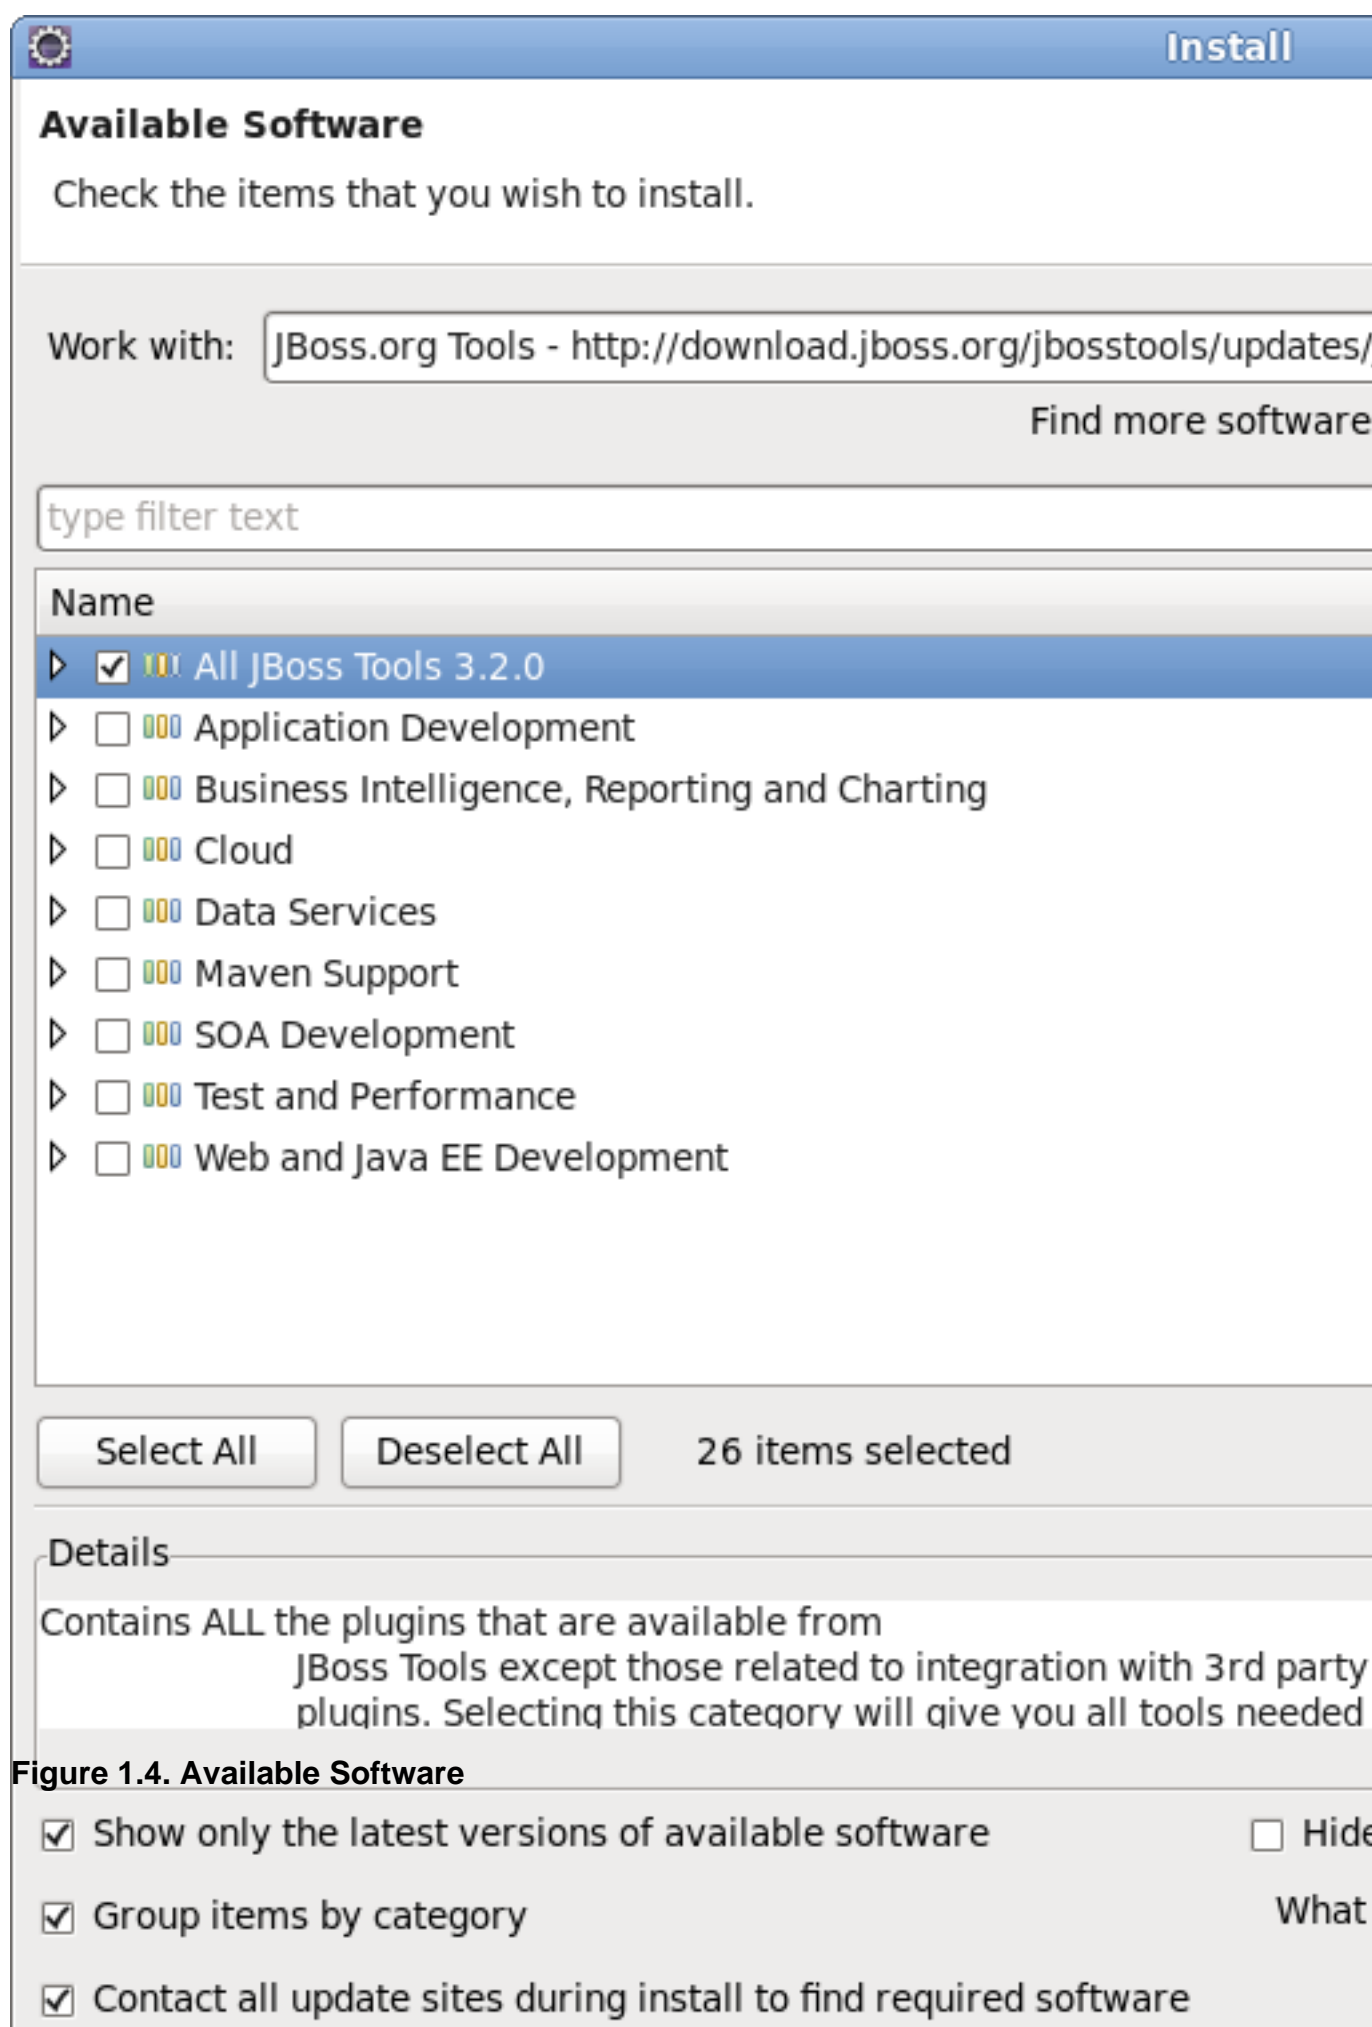 Install
Available Software
Check the items that you wish to install.
Work with: JBoss.org Tools - http://download.jboss.org/jbosstools/updates/
Find more software
type filter text
Name
All JBoss Tools 3.2.0
Application Development
Business Intelligence, Reporting and Charting
Cloud
Data Services
Maven Support
SOA Development
Test and Performance
Web and Java EE Development
Select All Deselect All 26 items selected
Details
Contains ALL the plugins that are available from
JBoss Tools except those related to integration with 3rd party
plugins. Selecting this category will give you all tools needed
Figure 1.4. Available Software
Show only the latest versions of available software Hide
Group items by category What
Contact all update sites during install to find required software